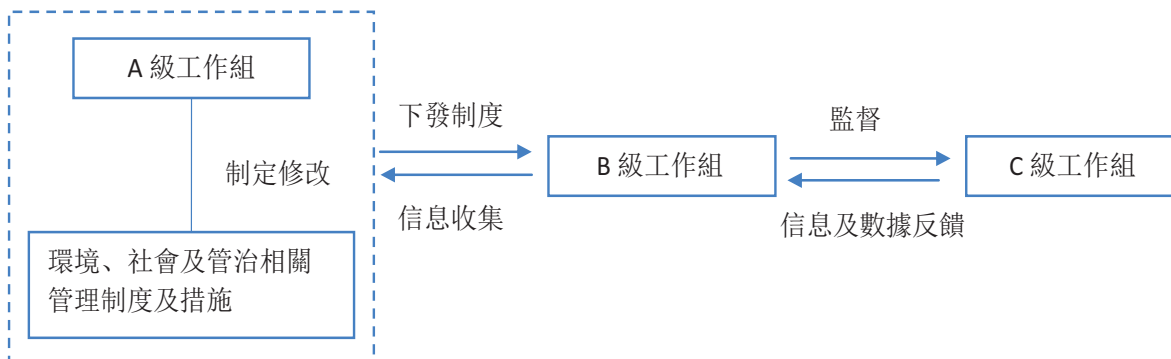 A 級工作組
制定修改
環境、社會及管治相關
管理制度及措施
下發制度
信息收集
B 級工作組
監督
信息及數據反饋
C 級工作組